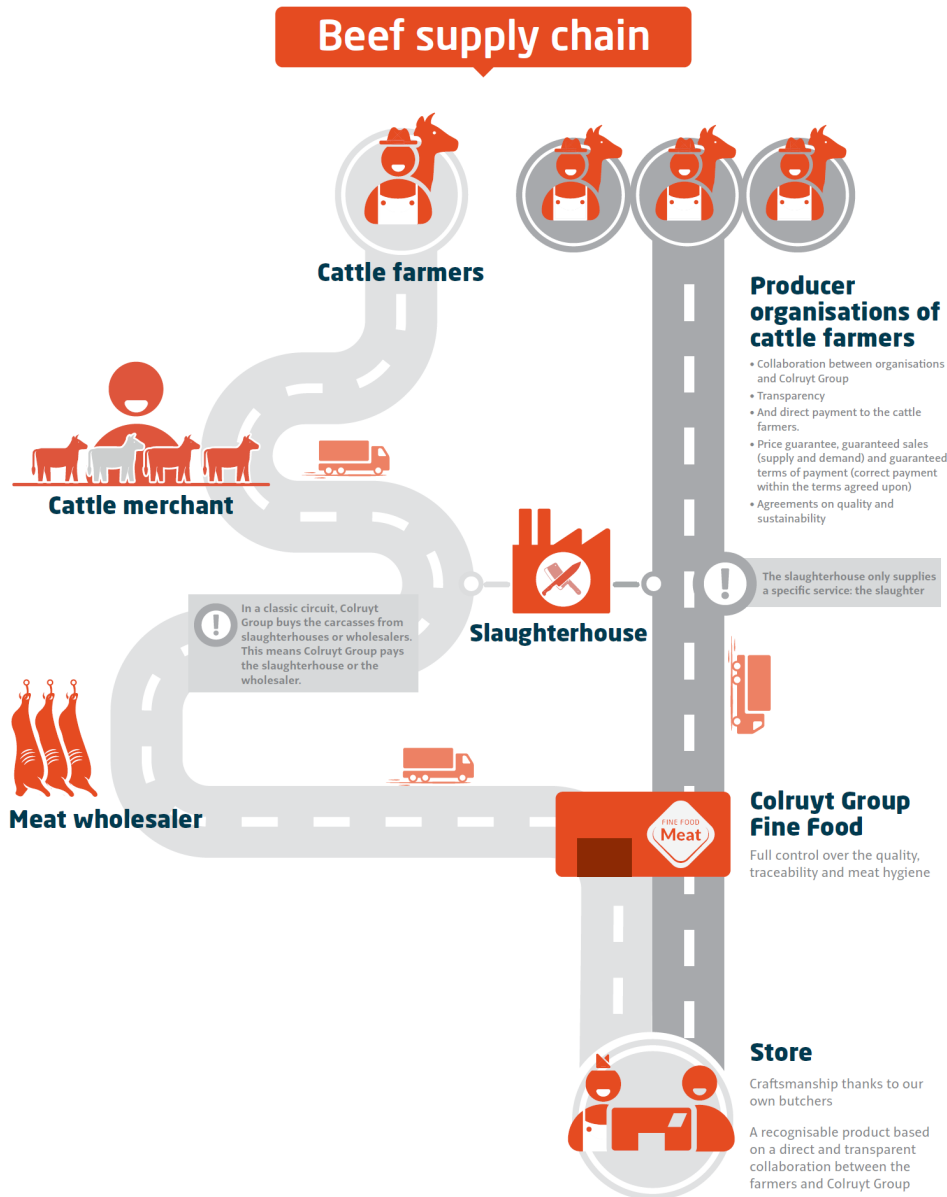 Beef supply chain
Cattle farmers
Producer
organisations of
cattle farmers
• Collaboration between organisations
and Colruyt Group
• Transparency
• And direct payment to the cattle
farmers.
• Price guarantee, guaranteed sales
(supply and demand) and guaranteed
terms of payment (correct payment
within the terms agreed upon)
• Agreements on quality and
sustainability
Cattle merchant
Slaughterhouse
!
The slaughterhouse only supplies
a specific service: the slaughter
!
In a classic circuit, Colruyt
Group buys the carcasses from
slaughterhouses or wholesalers.
This means Colruyt Group pays
the slaughterhouse or the
wholesaler.
Meat wholesaler
FINE FOOD
Meat
Colruyt Group
Fine Food
Full control over the quality,
traceability and meat hygiene
Store
Craftsmanship thanks to our
own butchers
A recognisable product based
on a direct and transparent
collaboration between the
farmers and Colruyt Group